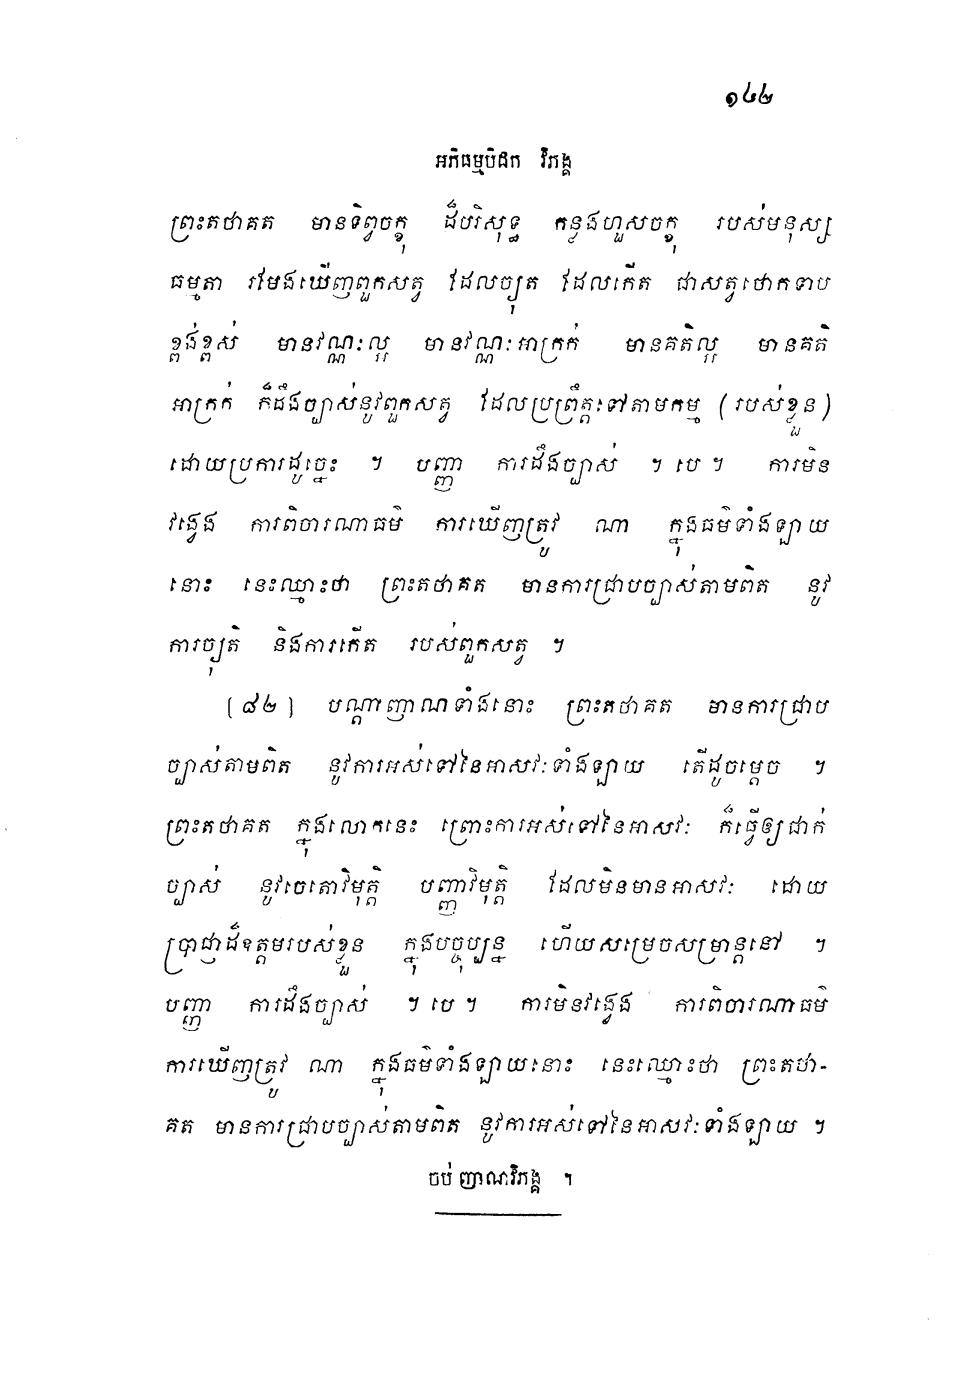 ១៤២
អភិធម្មបិដក វិភង្គ
ព្រះតថាគត មានទិព្វចក្ខុ ដ៏បរិសុទ្ធ កន្លងហួសចក្ខុ របស់មនុស្ស
ធម្មតា រមែងឃើញពួកសត្វ ដែលច្យុត ដែលកើត ជាសត្វថោកទាប
ខ្ពង់ខ្ពស់ មានវណ្ណៈល្អ មានវណ្ណៈអាក្រក់ មានគតិល្អ មានគតិ
អាក្រក់ ក៏ដឹងច្បាស់នូវពួកសត្វ ដែលប្រព្រឹត្តទៅតាមកម្ម (របស់ខ្លួន)
ដោយប្រការដូច្នេះ ។ បញ្ញា ការដឹងច្បាស់ ។ បេ ។ ការមិន
វង្វេង ការពិចារណាធម៌ ការឃើញត្រូវ ណា ក្នុងធម៌ទាំងឡាយ
នោះ នេះឈ្មោះថា ព្រះតថាគត មានការជ្រាបច្បាស់តាមពិត នូវ
ការច្យុតិ និងការកើត របស់ពួកសត្វ ។
(៨២) បណ្តាញាណទាំងនោះ ព្រះតថាគត មានការជ្រាប
ច្បាស់តាមពិត នូវការអស់ទៅនៃអាសវៈទាំងឡាយ តើដូចម្តេច ។
ព្រះតថាគត ក្នុងលោកនេះ ព្រោះការអស់ទៅនៃអាសវៈ ក៏ធ្វើឲ្យជាក់
ច្បាស់ នូវចេតោវិមុត្តិ បញ្ញាវិមុត្តិ ដែលមិនមានអាសវៈ ដោយ
ប្រាជ្ញាដ៏ឧត្តមរបស់ខ្លួន ក្នុងបច្ចុប្បន្ន ហើយសម្រេចសម្រាន្តនៅ ។
បញ្ញា ការដឹងច្បាស់ ។ បេ ។ ការមិនវង្វេង ការពិចារណាធម៌
ការឃើញត្រូវ ណា ក្នុងធម៌ទាំងឡាយនោះ នេះឈ្មោះថា ព្រះតថា-
គត មានការជ្រាបច្បាស់តាមពិត នូវការអស់ទៅនៃអាសវៈទាំងឡាយ ។
ចប់ ញាណវិភង្គ ។